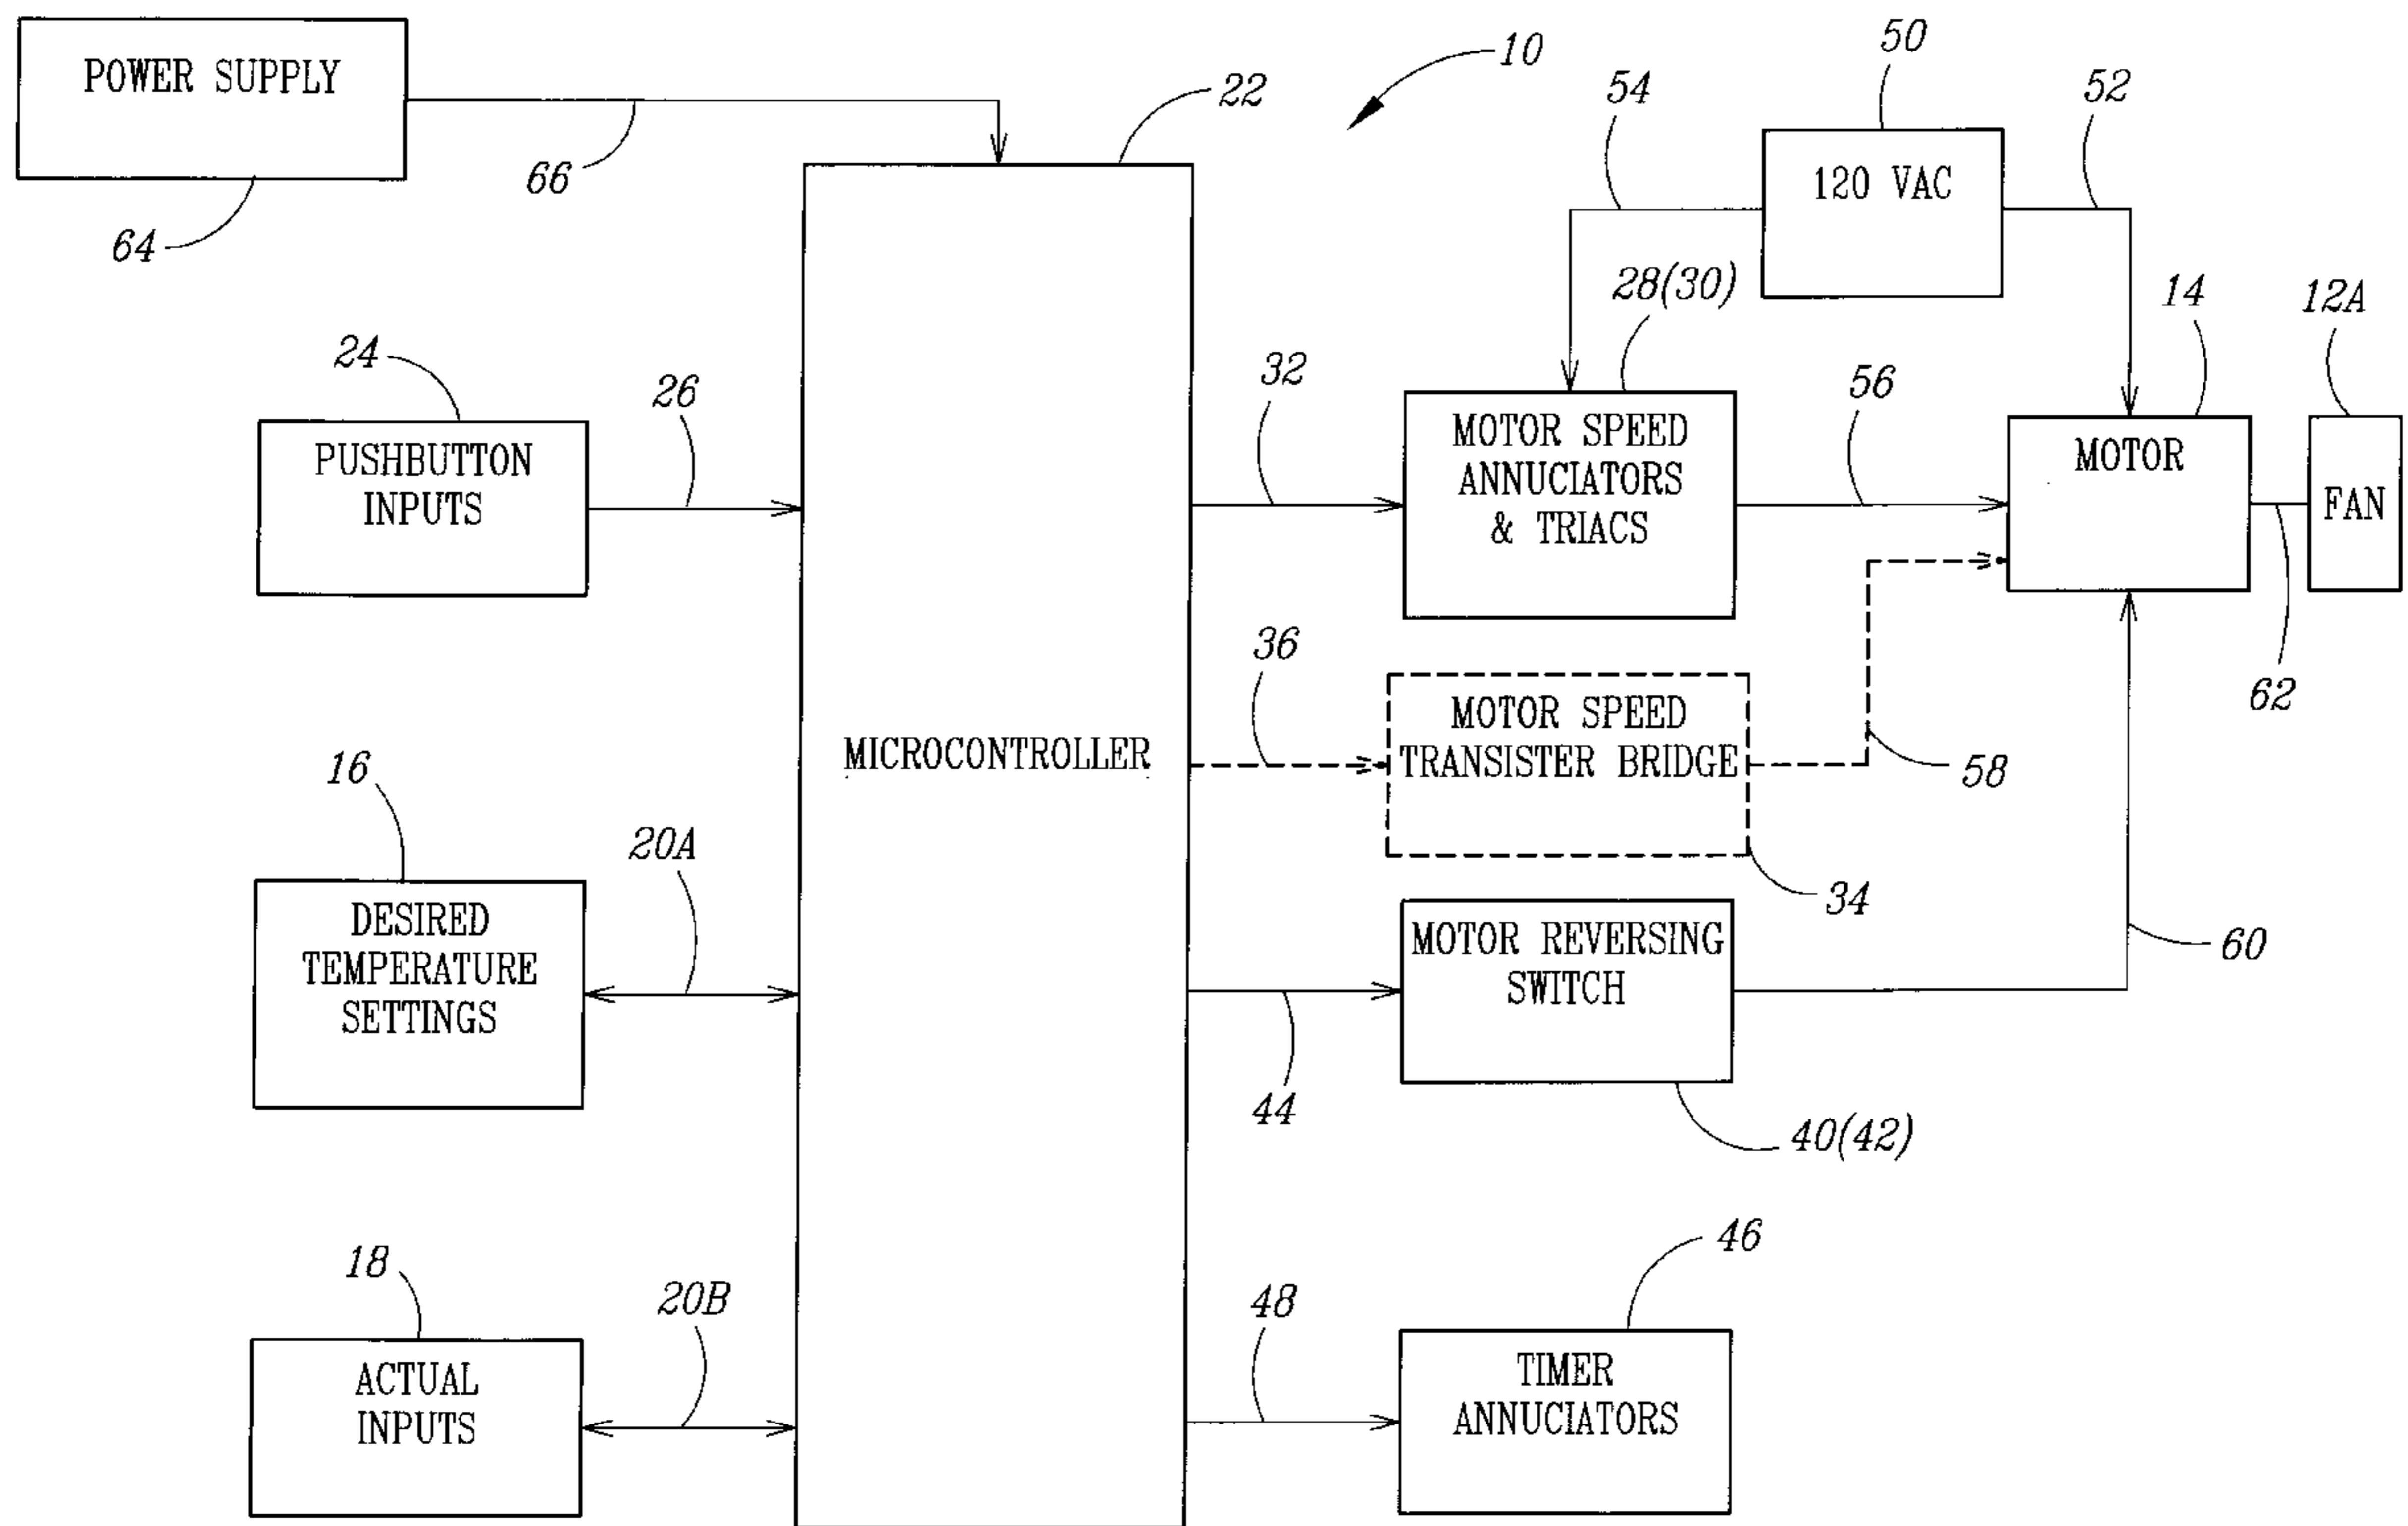 POWER SUPPLY
64
66
22
10
50
120 VAC
54
52
24
PUSHBUTTON
INPUTS
26
28(30)
MOTOR SPEED
ANNUCIATORS
& TRIACS
32
56
14
MOTOR
12A
FAN
62
MICROCONTROLLER
36
MOTOR SPEED
TRANSISTER BRIDGE
58
34
16
DESIRED
TEMPERATURE
SETTINGS
20A
MOTOR REVERSING
SWITCH
44
60
40(42)
18
ACTUAL
INPUTS
20B
48
46
TIMER
ANNUCIATORS